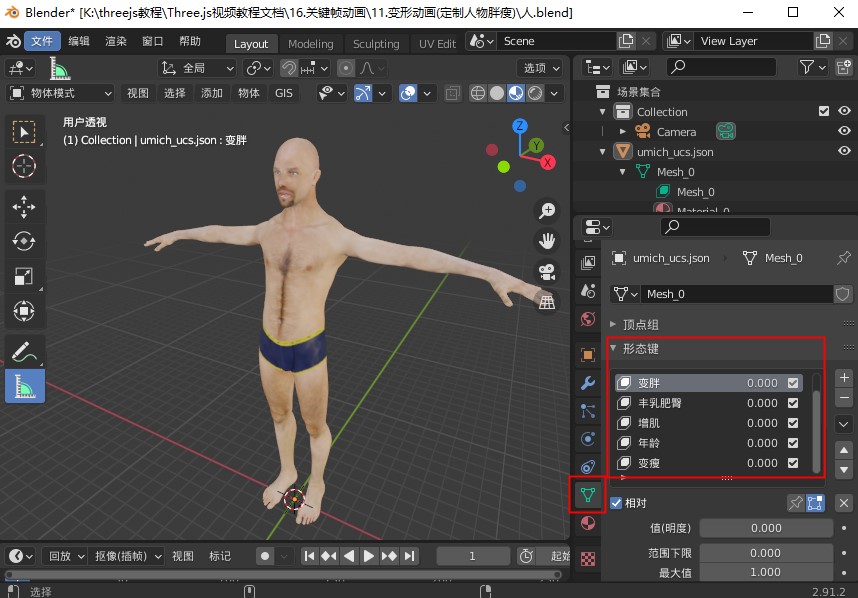 Blender* [K:\threejs教程\Three.js视频教程文档\16.关键帧动画\11.变形动画(定制人物胖瘦)\人.blend]
文件 编辑 渲染 窗口 帮助 Layout Modeling Sculpting UV Edit Scene View Layer
全局 选项
物体模式 视图 选择 添加 物体 GIS
用户透视
(1) Collection | umich_ucs.json : 变胖
Z
Y
X
场景集合
Collection
Camera
umich_ucs.json
Mesh_0
Mesh_0
Material_0
umich_ucs.json Mesh_0
Mesh_0
顶点组
形态键
变胖 0.000
丰乳肥臀 0.000
增肌 0.000
年龄 0.000
变瘦 0.000
相对
值(明度) 0.000
范围下限 0.000
最大值 1.000
回放 抠像(插帧) 视图 标记 1 起始
选择 2.91.2